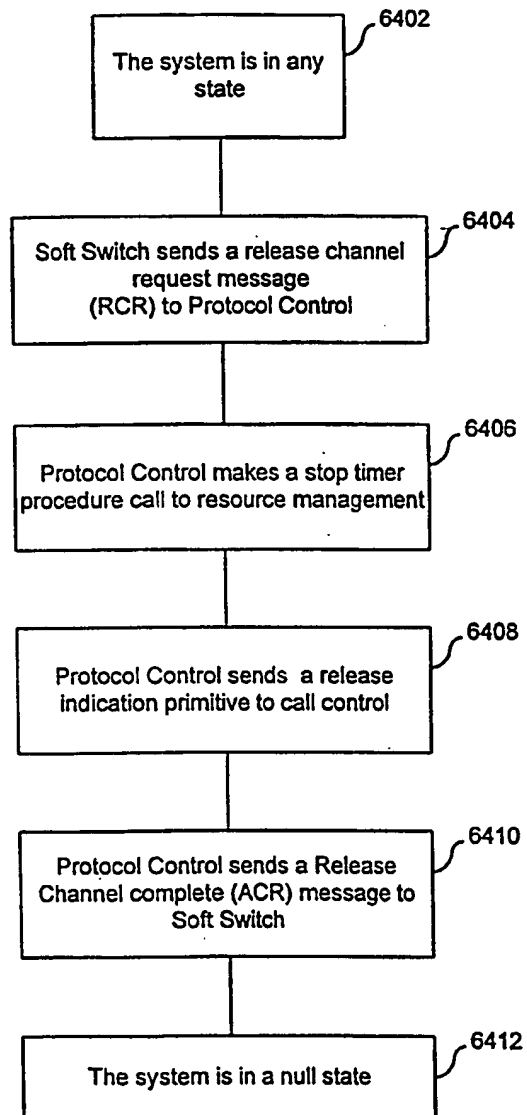 6402
The system is in any
state
6404
Soft Switch sends a release channel
request message
(RCR) to Protocol Control
6406
Protocol Control makes a stop timer
procedure call to resource management
6408
Protocol Control sends a release
indication primitive to call control
6410
Protocol Control sends a Release
Channel complete (ACR) message to
Soft Switch
6412
The system is in a null state